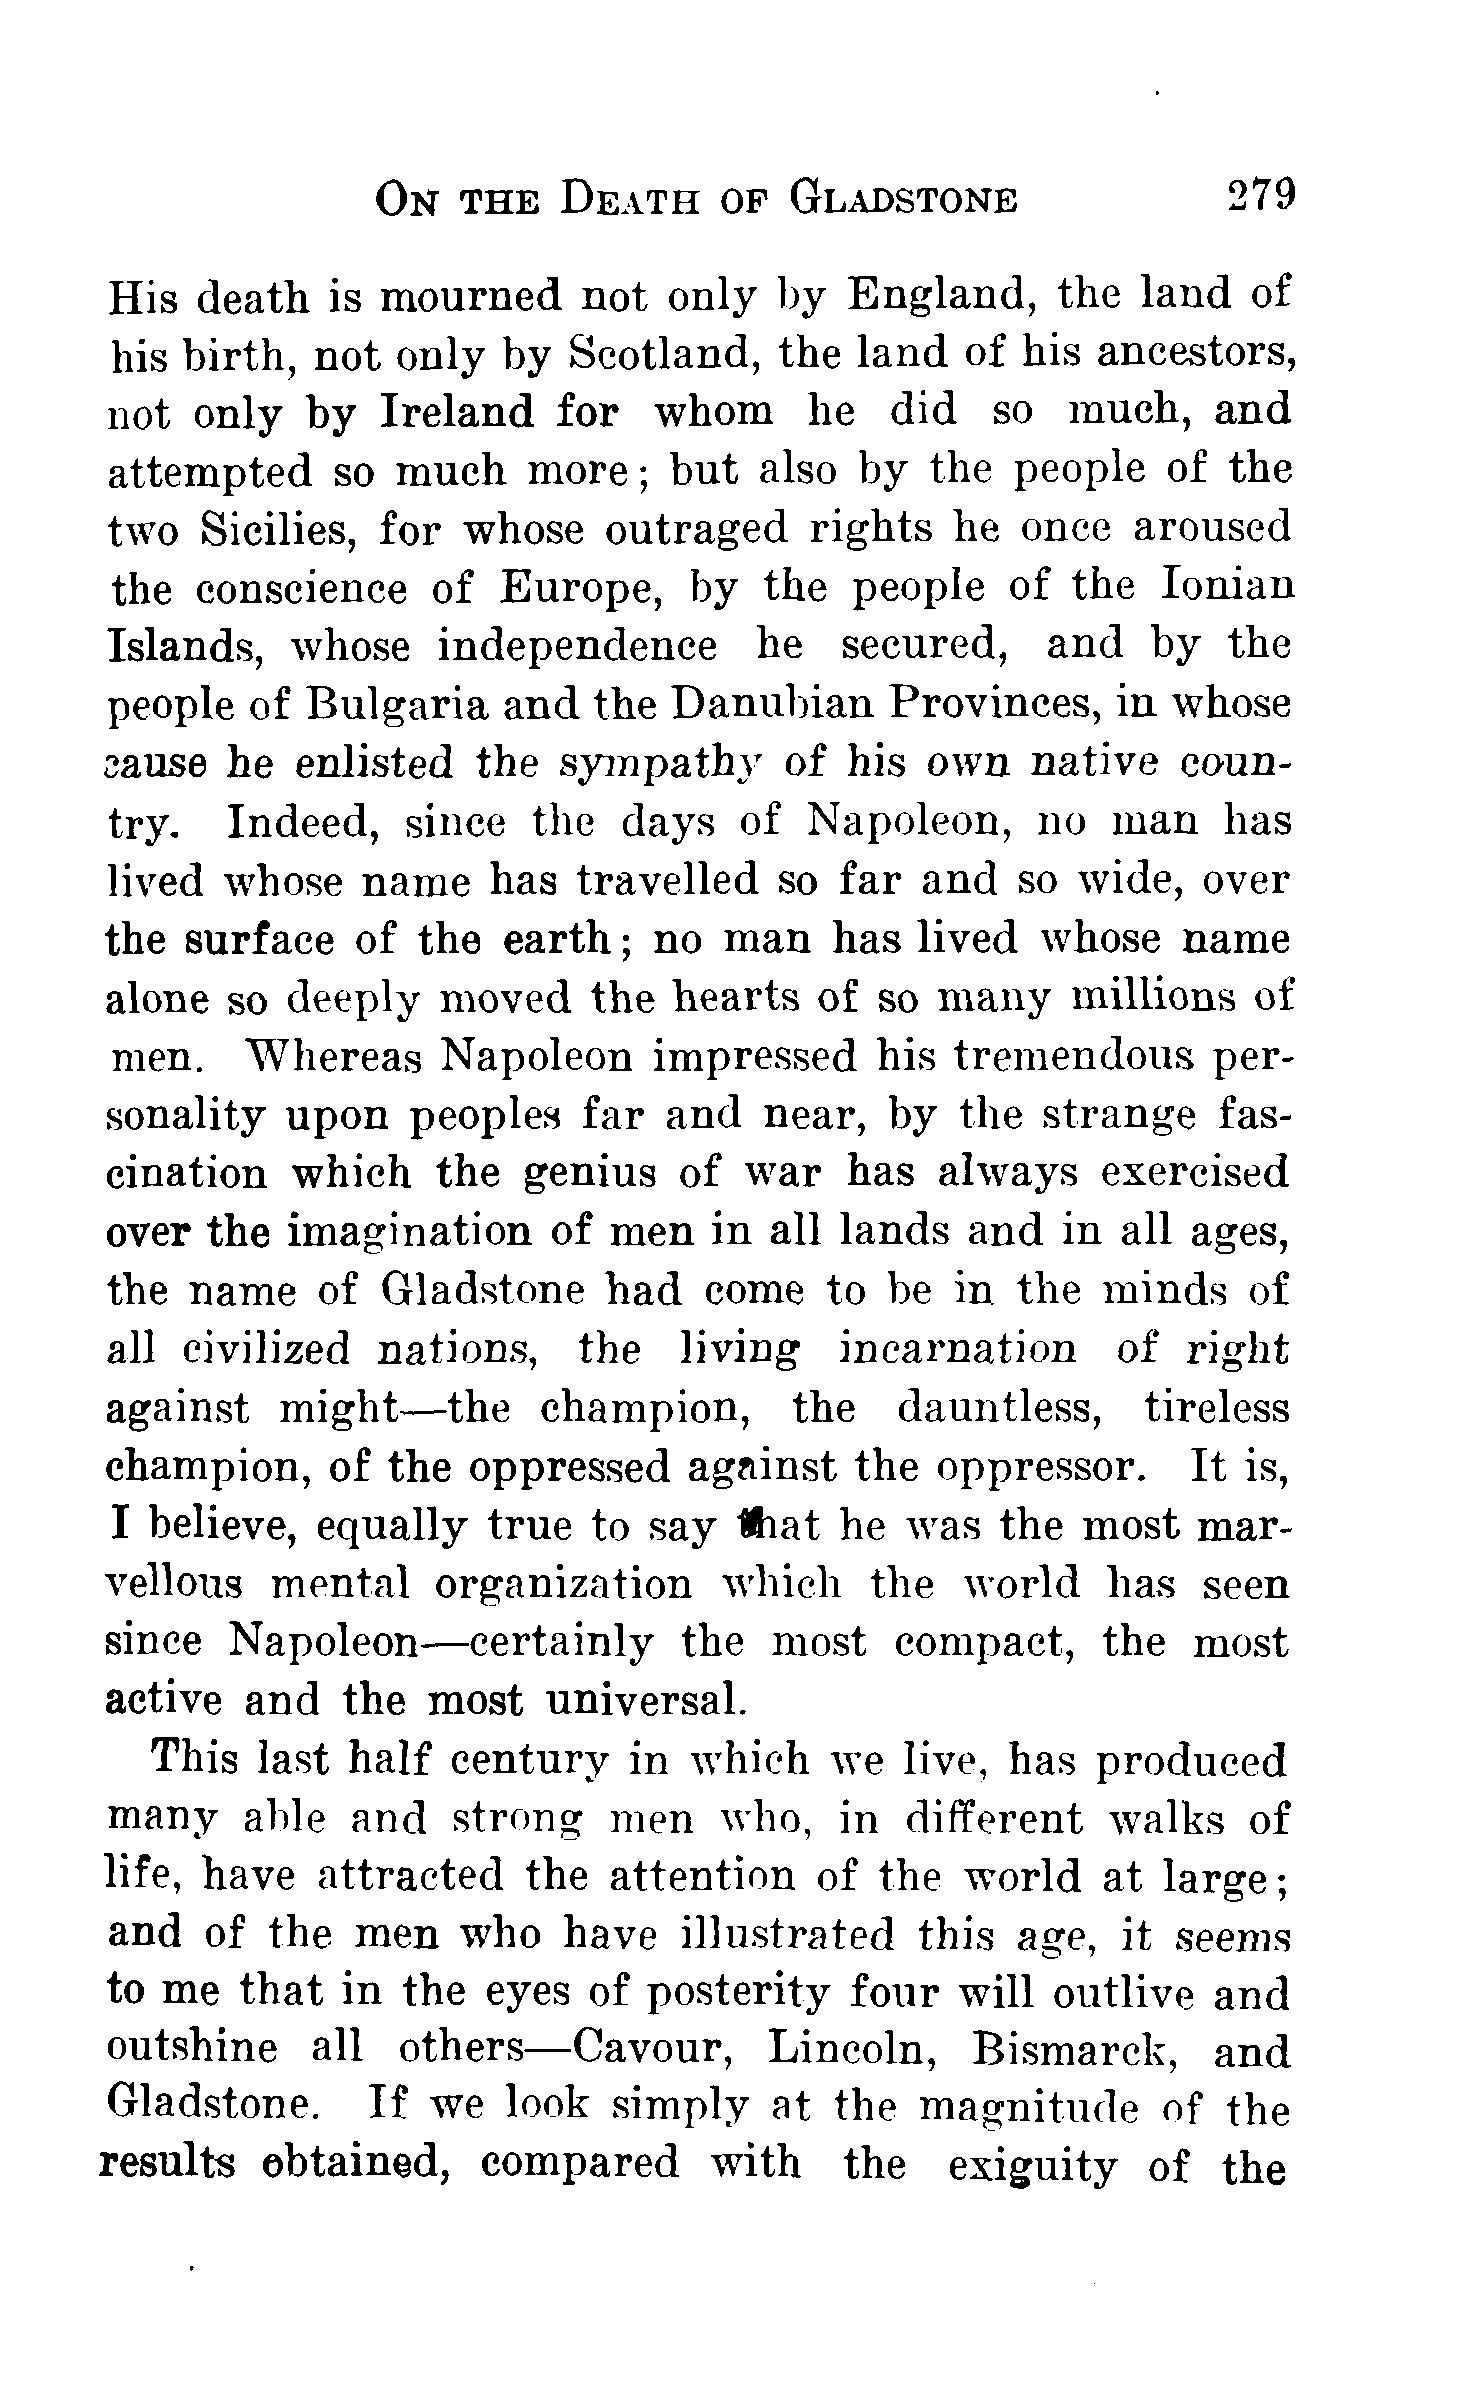 On the Death of Gladstone 279
His death is mourned not only by England, the land of
his birth, not only by Scotland, the land of his ancestors,
not only by Ireland for whom he did so much, and
attempted so much more; but also by the people of the
two Sicilies, for whose outraged rights he once aroused
the conscience of Europe, by the people of the Ionian
Islands, whose independence he secured, and by the
people of Bulgaria and the Danubian Provinces, in whose
cause he enlisted the sympathy of his own native coun-
try. Indeed, since the days of Napoleon, no man has
lived whose name has travelled so far and so wide, over
the surface of the earth; no man has lived whose name
alone so deeply moved the hearts of so many millions of
men. Whereas Napoleon impressed his tremendous per-
sonality upon peoples far and near, by the strange fas-
cination which the genius of war has always exercised
over the imagination of men in all lands and in all ages,
the name of Gladstone had come to be in the minds of
all civilized nations, the living incarnation of right
against might—the champion, the dauntless, tireless
champion, of the oppressed against the oppressor. It is,
I believe, equally true to say that he was the most mar-
vellous mental organization which the world has seen
since Napoleon—certainly the most compact, the most
active and the most universal.
This last half century in which we live, has produced
many able and strong men who, in different walks of
life, have attracted the attention of the world at large;
and of the men who have illustrated this age, it seems
to me that in the eyes of posterity four will outlive and
outshine all others—Cavour, Lincoln, Bismarck, and
Gladstone. If we look simply at the magnitude of the
results obtained, compared with the exiguity of the